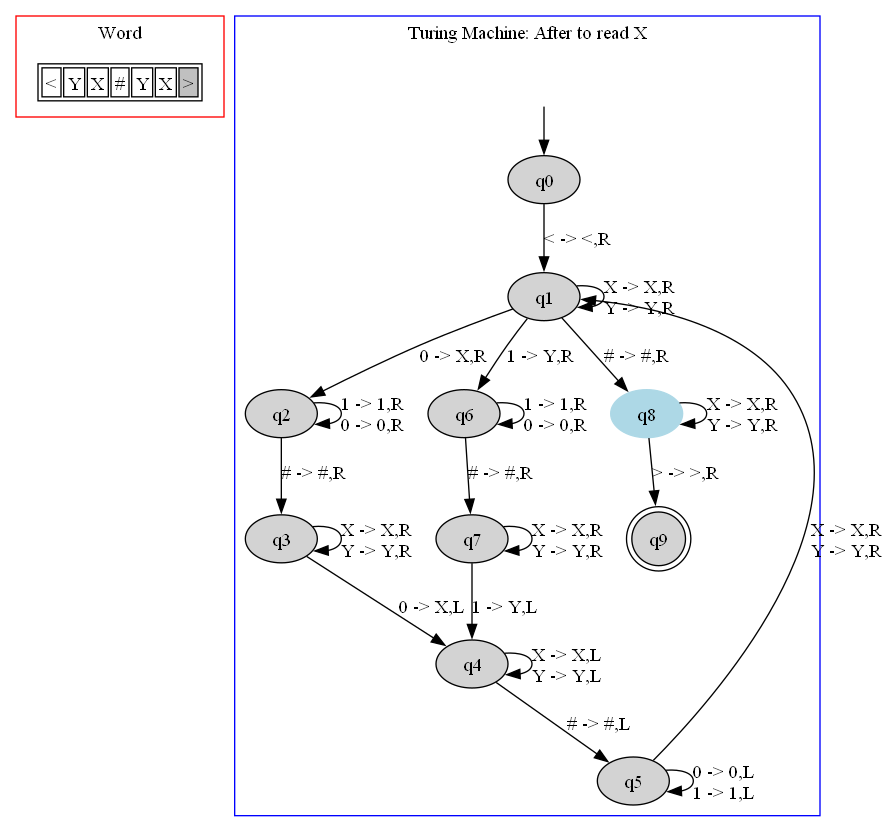 Word
< Y X # Y X >
Turing Machine: After to read X
q0
< -> <,R
q1
X -> X,R
Y -> Y,R
0 -> X,R
1 -> Y,R
# -> #,R
q2
1 -> 1,R
0 -> 0,R
q6
1 -> 1,R
0 -> 0,R
q8
X -> X,R
Y -> Y,R
# -> #,R
# -> #,R
> -> >,R
q3
X -> X,R
Y -> Y,R
q7
X -> X,R
Y -> Y,R
q9
X -> X,R
Y -> Y,R
0 -> X,L
1 -> Y,L
q4
X -> X,L
Y -> Y,L
# -> #,L
q5
0 -> 0,L
1 -> 1,L